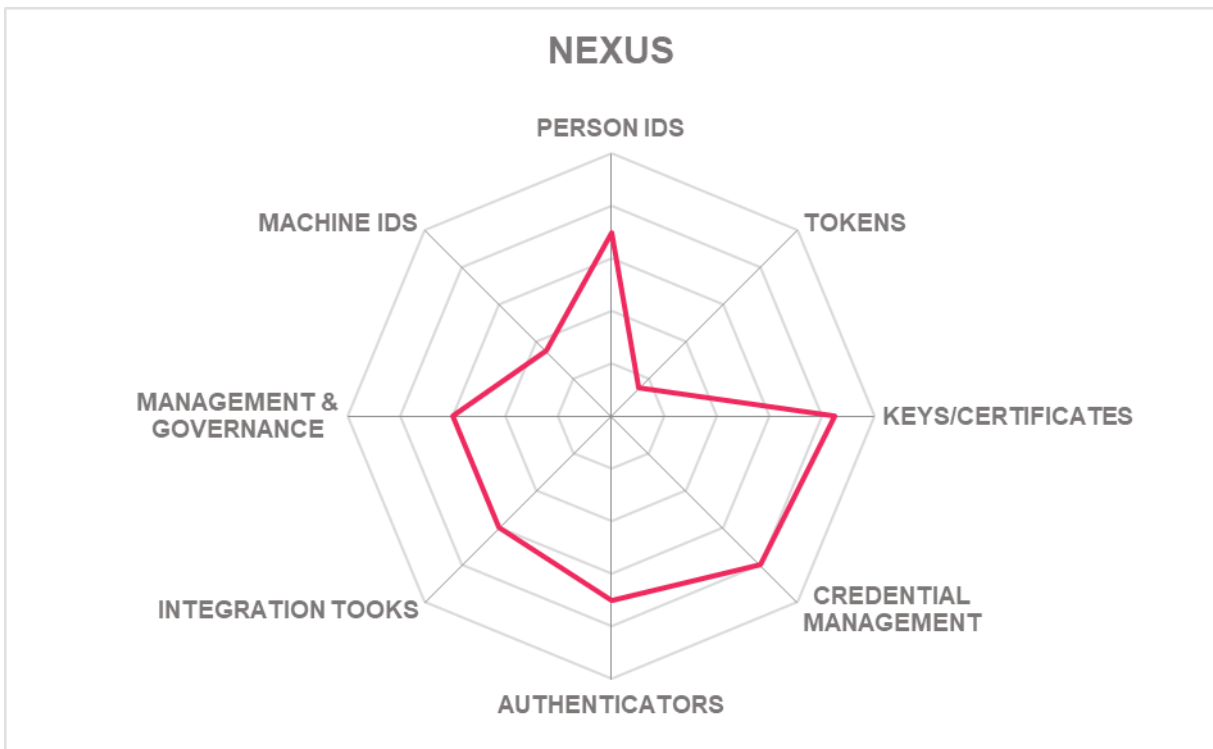 NEXUS
PERSON IDS
MACHINE IDS
TOKENS
MANAGEMENT &
GOVERNANCE
KEYS/CERTIFICATES
INTEGRATION TOOKS
CREDENTIAL
MANAGEMENT
AUTHENTICATORS